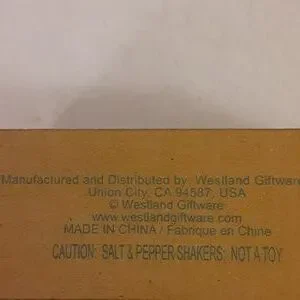 Manufactured and Distributed by: Westland Giftware
Union City, CA 94587, USA
© Westland Giftware
www.westlandgiftware.com
MADE IN CHINA / Fabrique en Chine
CAUTION: SALT & PEPPER SHAKERS; NOT A TOY